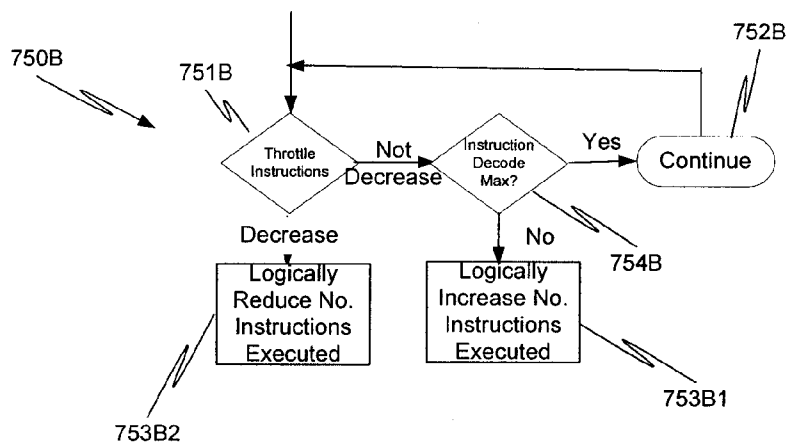 750B
751B
752B
Throttle
Instructions
Not
Decrease
Instruction
Decode
Max?
Yes
Continue
Decrease
No
754B
Logically
Reduce No.
Instructions
Executed
Logically
Increase No.
Instructions
Executed
753B2
753B1